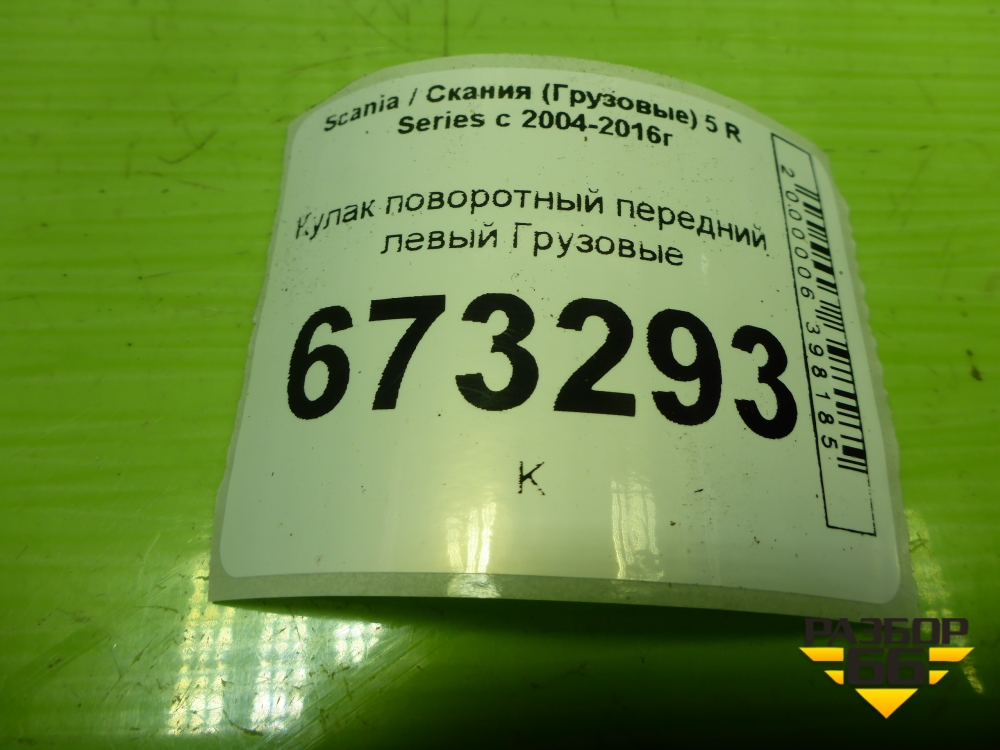 Scania / Скания (Грузовые) 5 R
Series с 2004-2016г
Кулак поворотный передний
левый Грузовые
673293
К
2000006398185
РАЗБОР
66